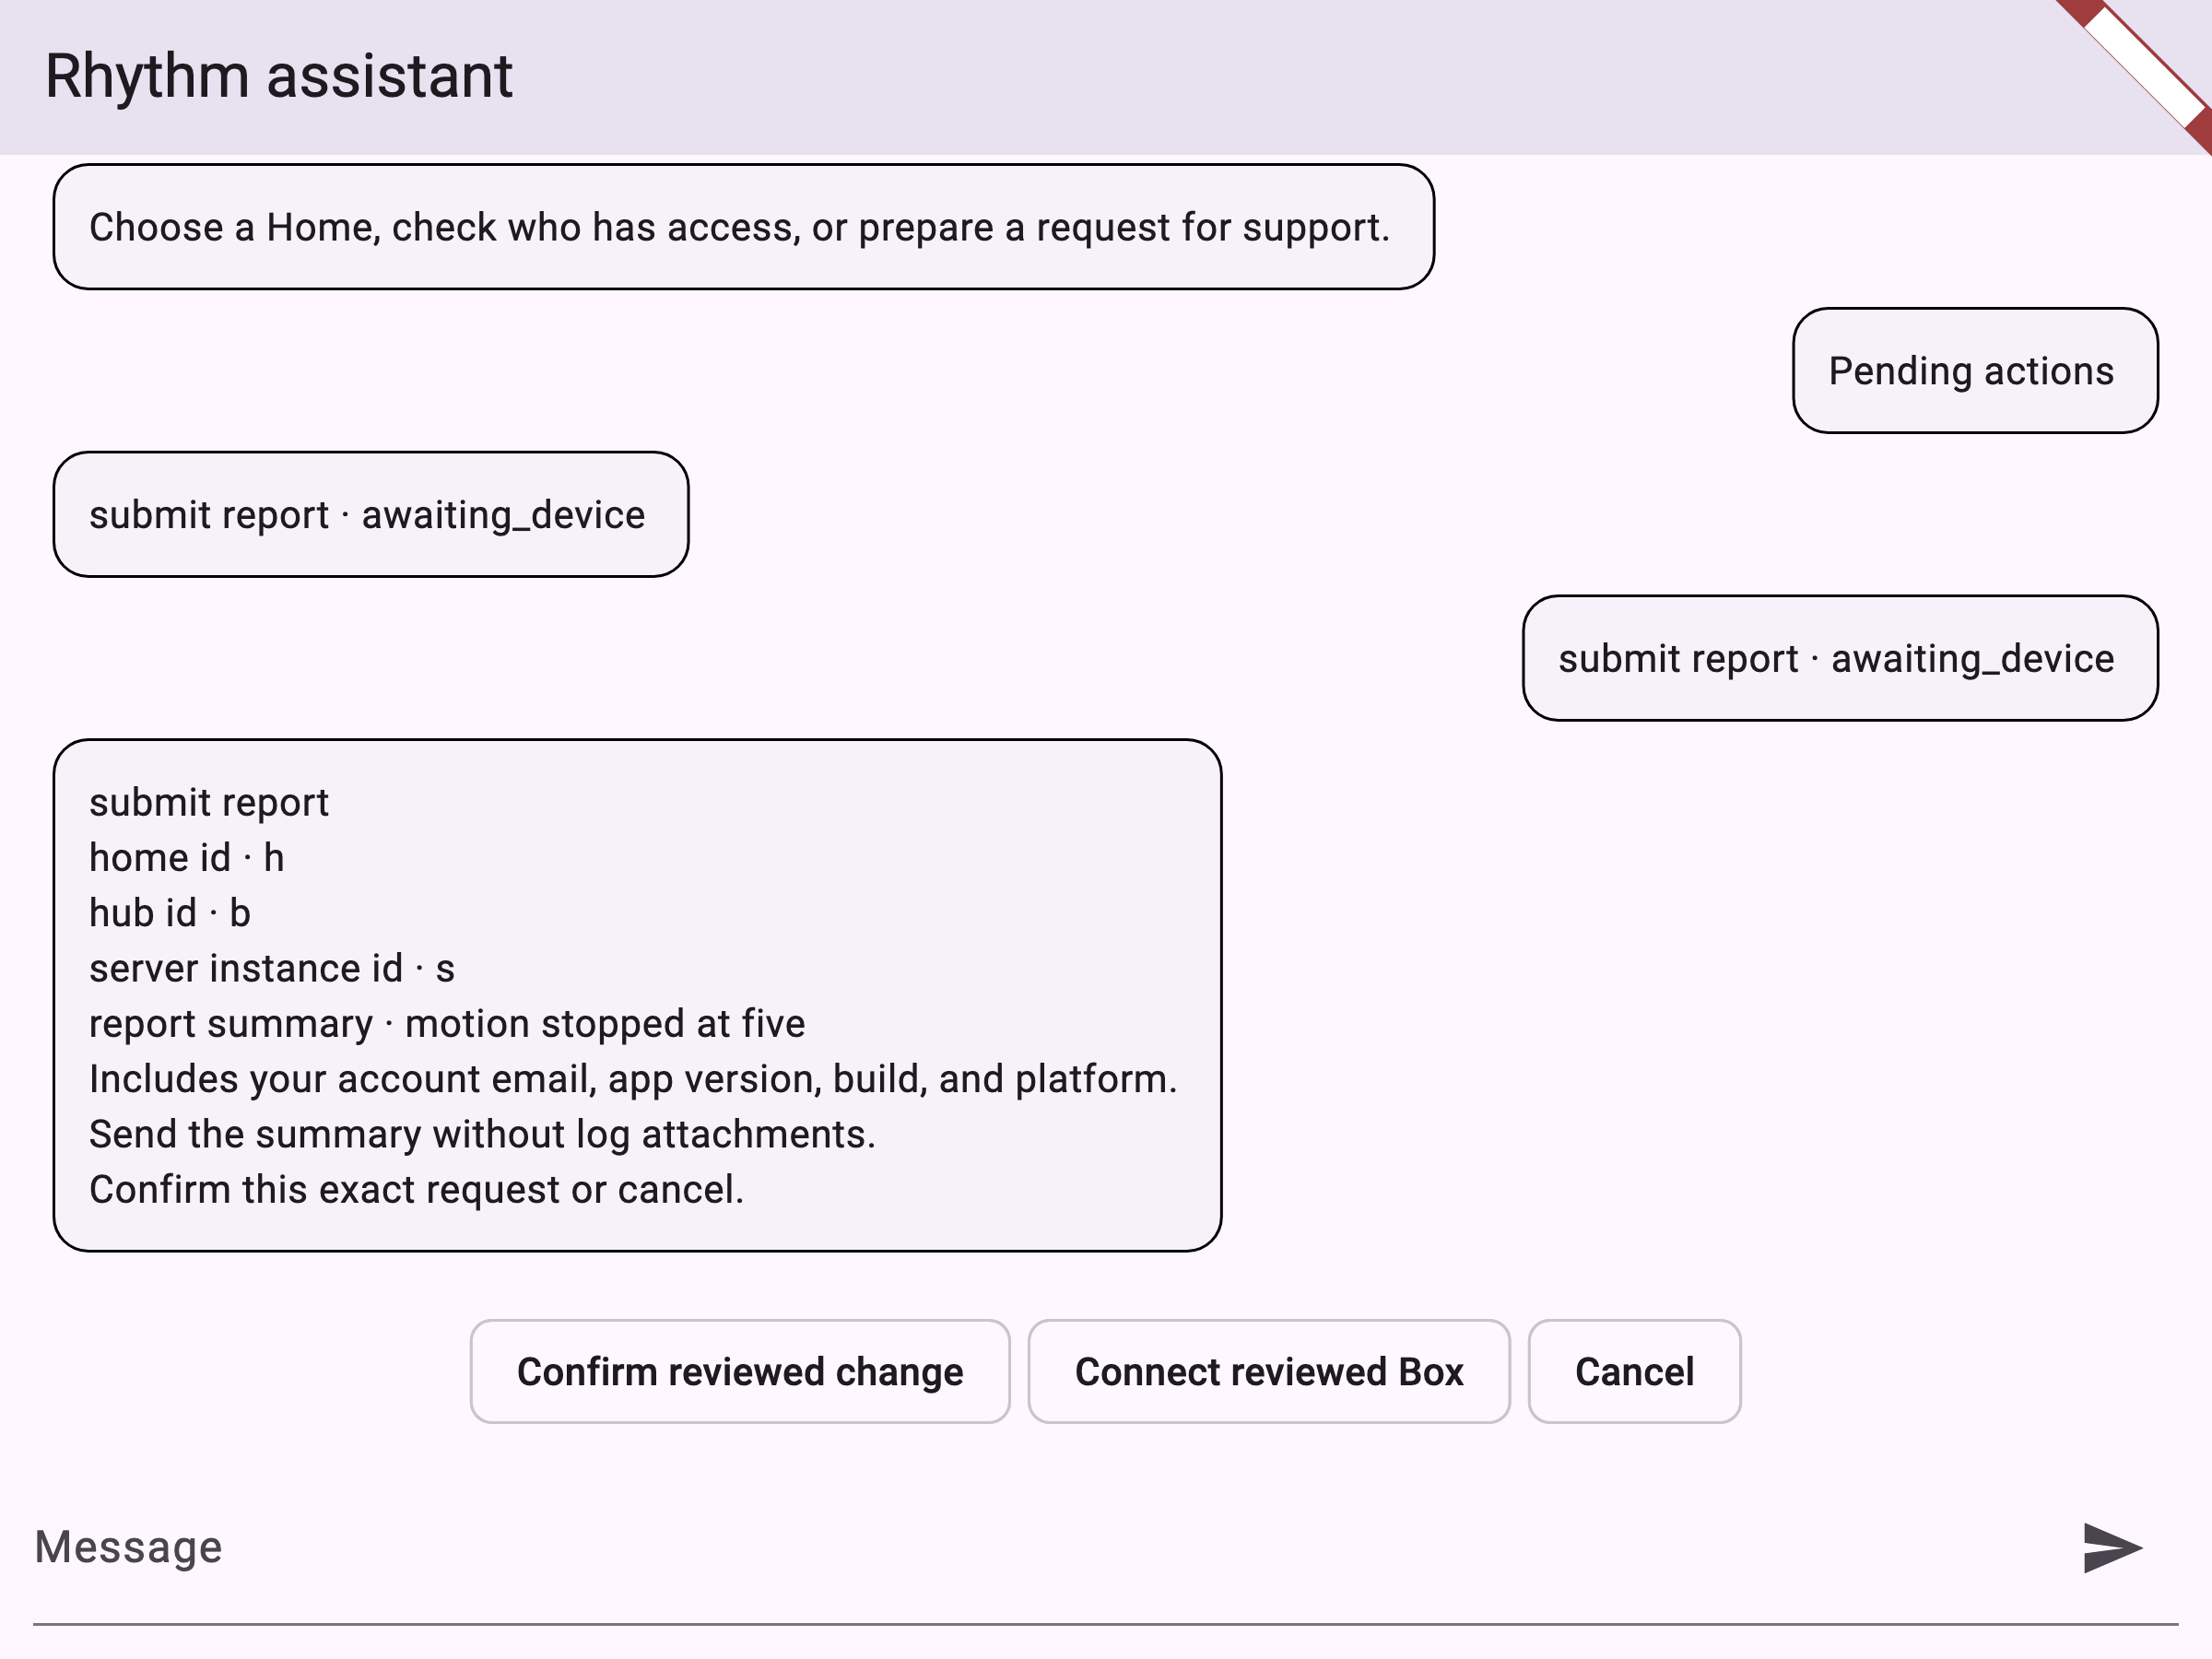 Rhythm assistant
Choose a Home, check who has access, or prepare a request for support.
Pending actions
submit report · awaiting_device
submit report · awaiting_device
submit report
home id · h
hub id · b
server instance id · s
report summary · motion stopped at five
Includes your account email, app version, build, and platform.
Send the summary without log attachments.
Confirm this exact request or cancel.
Confirm reviewed change
Connect reviewed Box
Cancel
Message